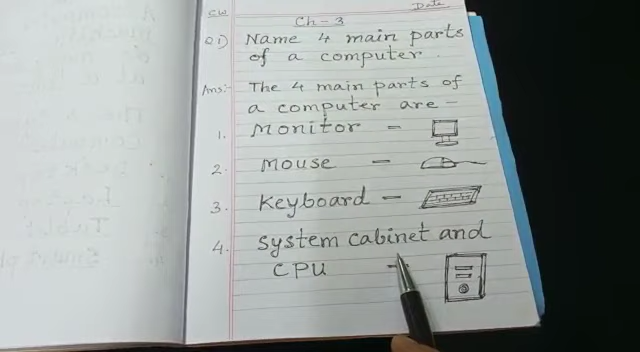 CW
Date
Ch-3
Q1) Name 4 main parts
of a computer.
Ans:- The 4 main parts of
a computer are -
1. Monitor -
2. Mouse -
3. Keyboard -
4. System cabinet and
CPU -